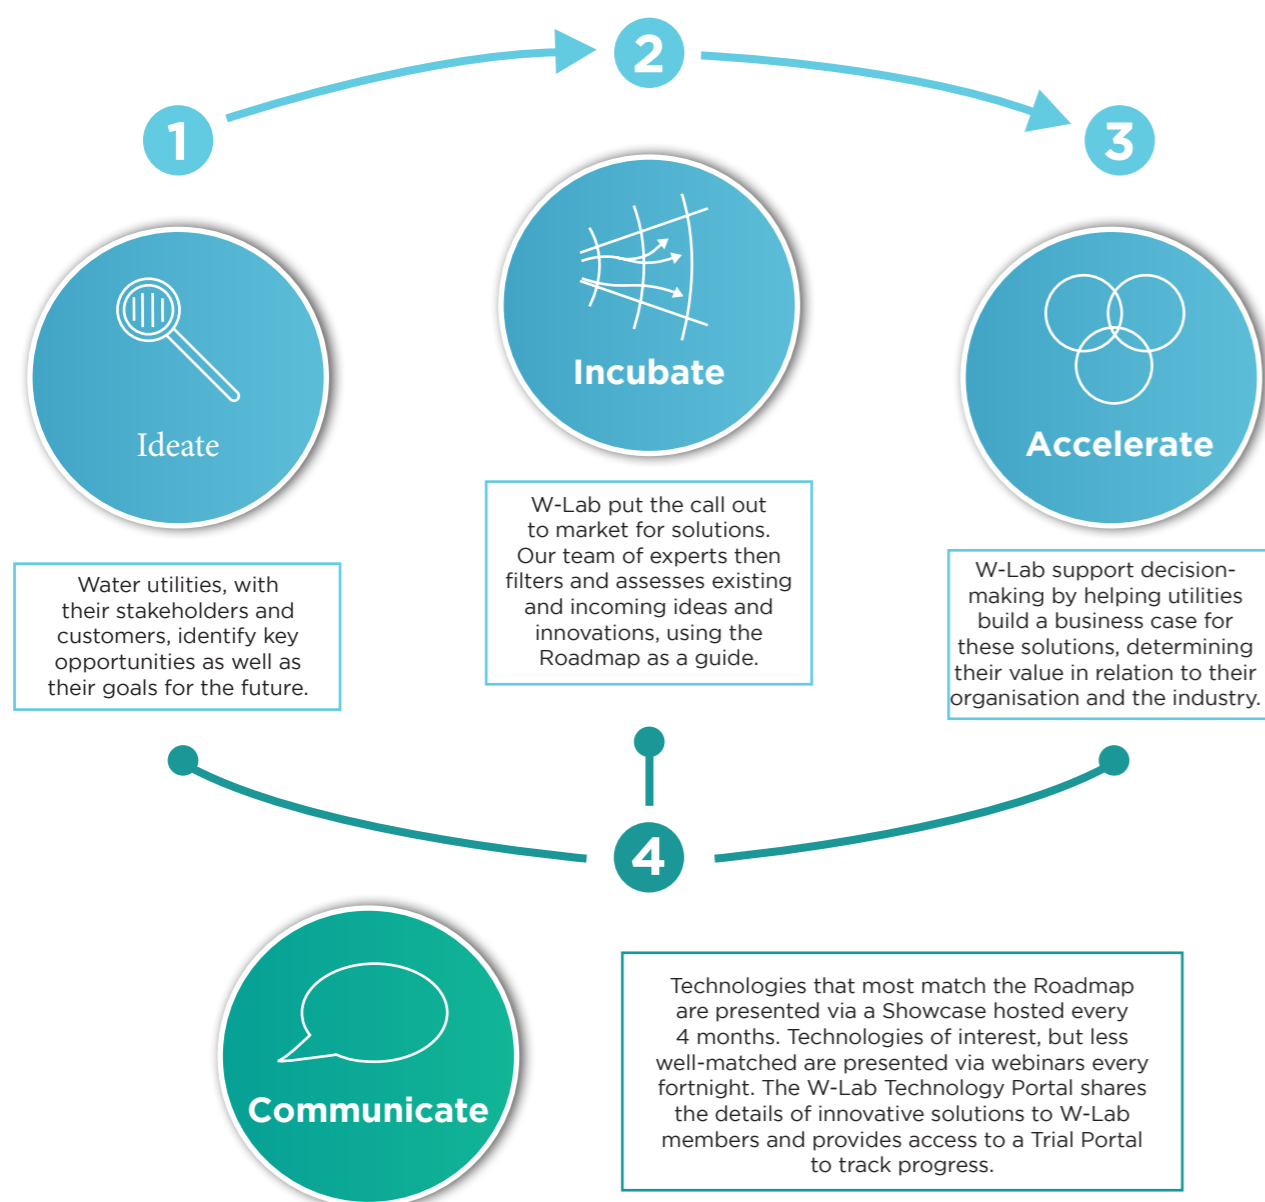 1
Ideate
Water utilities, with
their stakeholders and
customers, identify key
opportunities as well as
their goals for the future.
2
Incubate
W-Lab put the call out
to market for solutions.
Our team of experts then
filters and assesses existing
and incoming ideas and
innovations, using the
Roadmap as a guide.
3
Accelerate
W-Lab support decision-
making by helping utilities
build a business case for
these solutions, determining
their value in relation to their
organisation and the industry.
4
Communicate
Technologies that most match the Roadmap
are presented via a Showcase hosted every
4 months. Technologies of interest, but less
well-matched are presented via webinars every
fortnight. The W-Lab Technology Portal shares
the details of innovative solutions to W-Lab
members and provides access to a Trial Portal
to track progress.